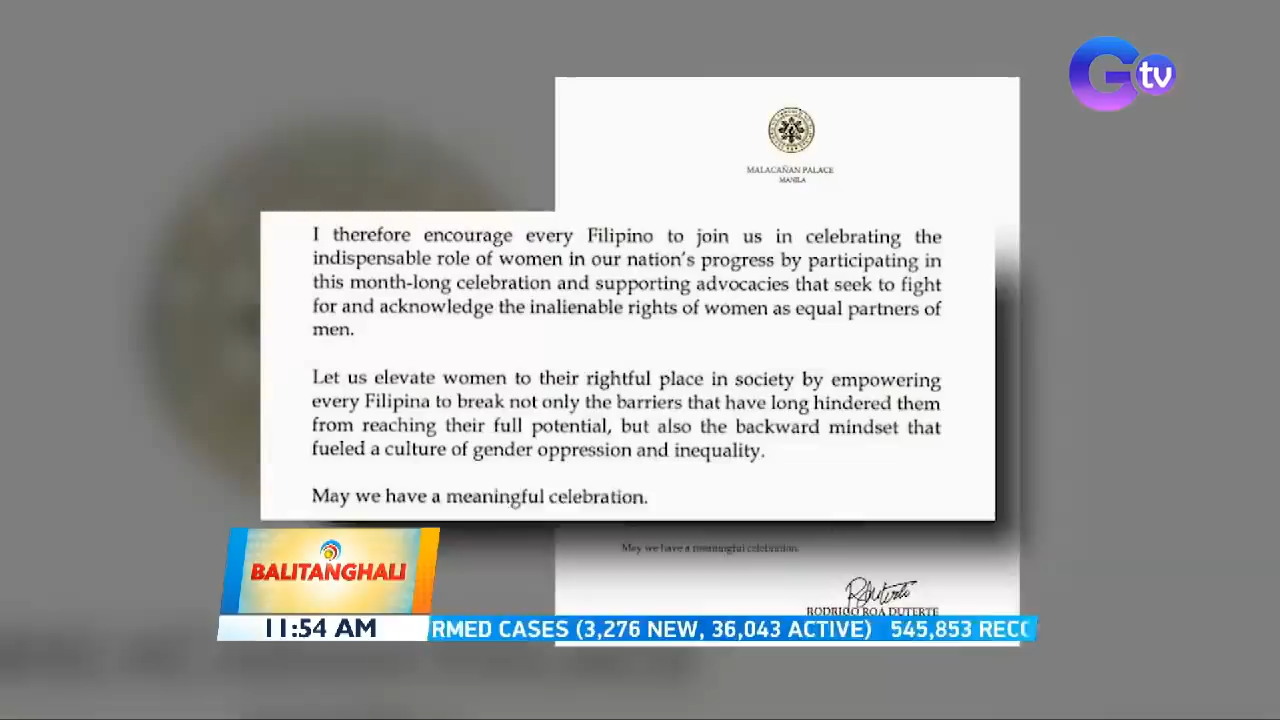 Gtv
MALACAÑAN PALACE
MANILA
I therefore encourage every Filipino to join us in celebrating the
indispensable role of women in our nation's progress by participating in
this month-long celebration and supporting advocacies that seek to fight
for and acknowledge the inalienable rights of women as equal partners of
men.
Let us elevate women to their rightful place in society by empowering
every Filipina to break not only the barriers that have long hindered them
from reaching their full potential, but also the backward mindset that
fueled a culture of gender oppression and inequality.
May we have a meaningful celebration.
May we have a meaningful celebration.
RODRIGO ROA DUTERTE
BALITANGHALI
11:54 AM
RMED CASES (3,276 NEW, 36,043 ACTIVE) 545,853 RECO